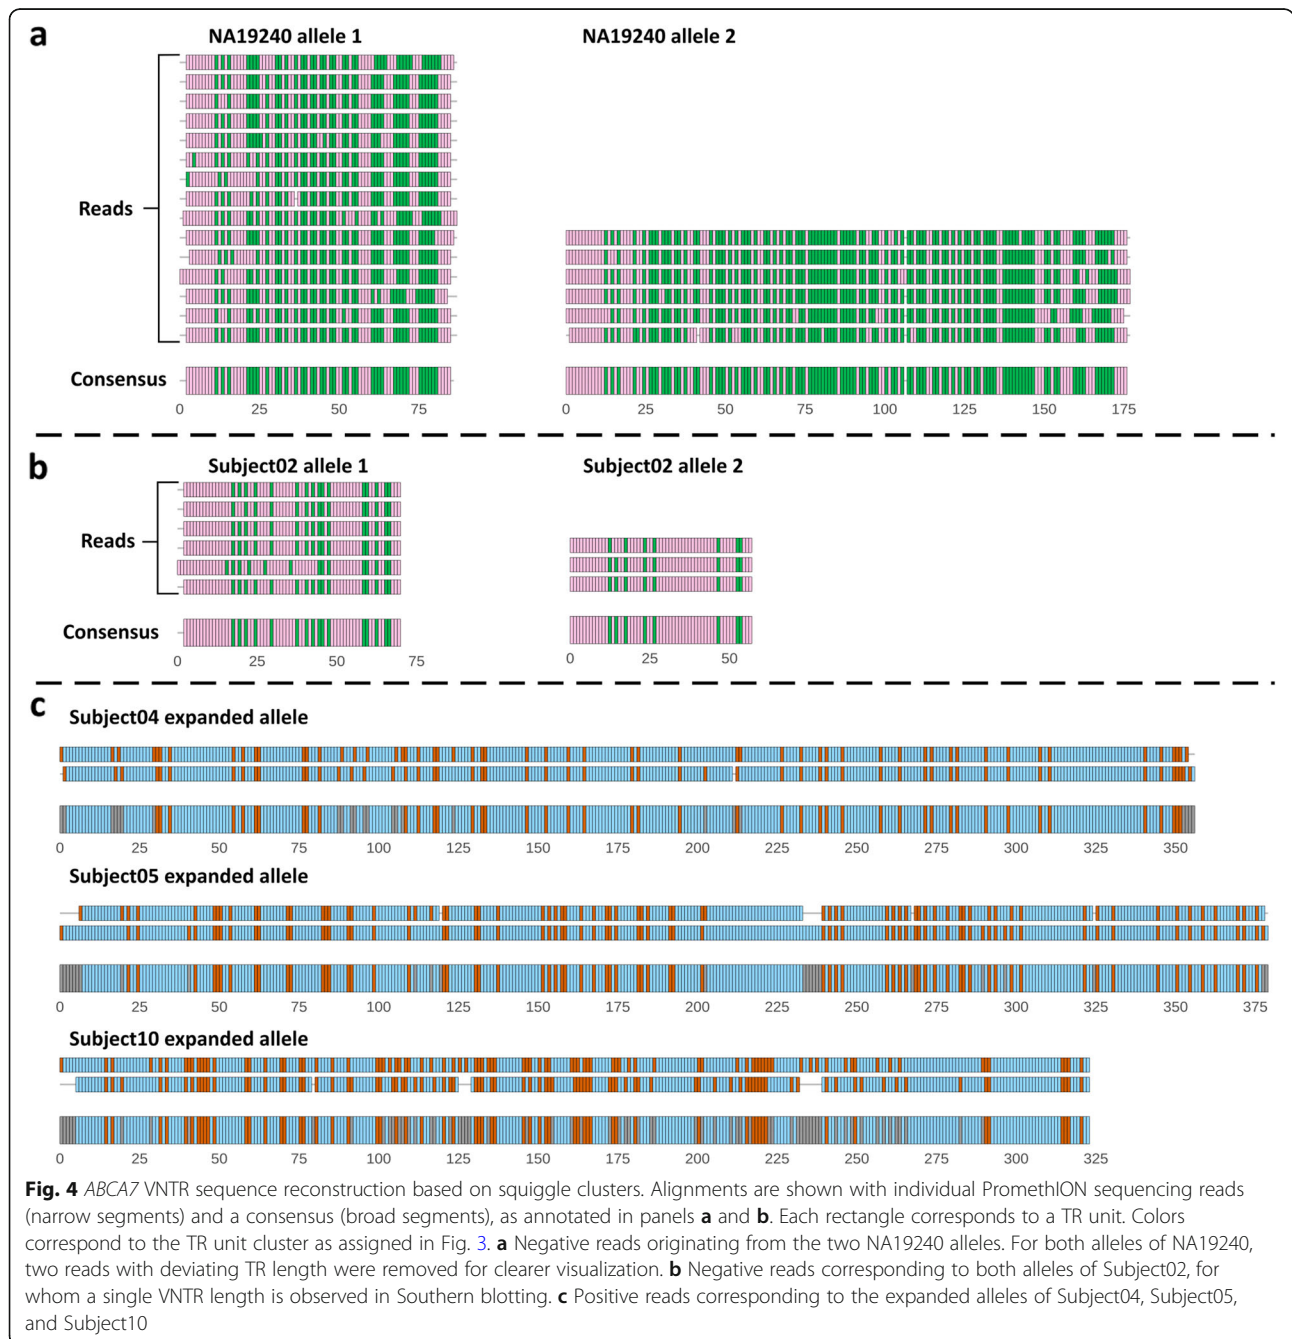 a
NA19240 allele 1
NA19240 allele 2
Reads
Consensus
0 25 50 75
0 25 50 75 100 125 150 175
b
Subject02 allele 1
Subject02 allele 2
Reads
Consensus
0 25 50 75
0 25 50
c
Subject04 expanded allele
0 25 50 75 100 125 150 175 200 225 250 275 300 325 350
Subject05 expanded allele
0 25 50 75 100 125 150 175 200 225 250 275 300 325 350 375
Subject10 expanded allele
0 25 50 75 100 125 150 175 200 225 250 275 300 325
Fig. 4 ABCA7 VNTR sequence reconstruction based on squiggle clusters. Alignments are shown with individual PromethION sequencing reads
(narrow segments) and a consensus (broad segments), as annotated in panels a and b. Each rectangle corresponds to a TR unit. Colors
correspond to the TR unit cluster as assigned in Fig. 3. a Negative reads originating from the two NA19240 alleles. For both alleles of NA19240,
two reads with deviating TR length were removed for clearer visualization. b Negative reads corresponding to both alleles of Subject02, for
whom a single VNTR length is observed in Southern blotting. c Positive reads corresponding to the expanded alleles of Subject04, Subject05,
and Subject10